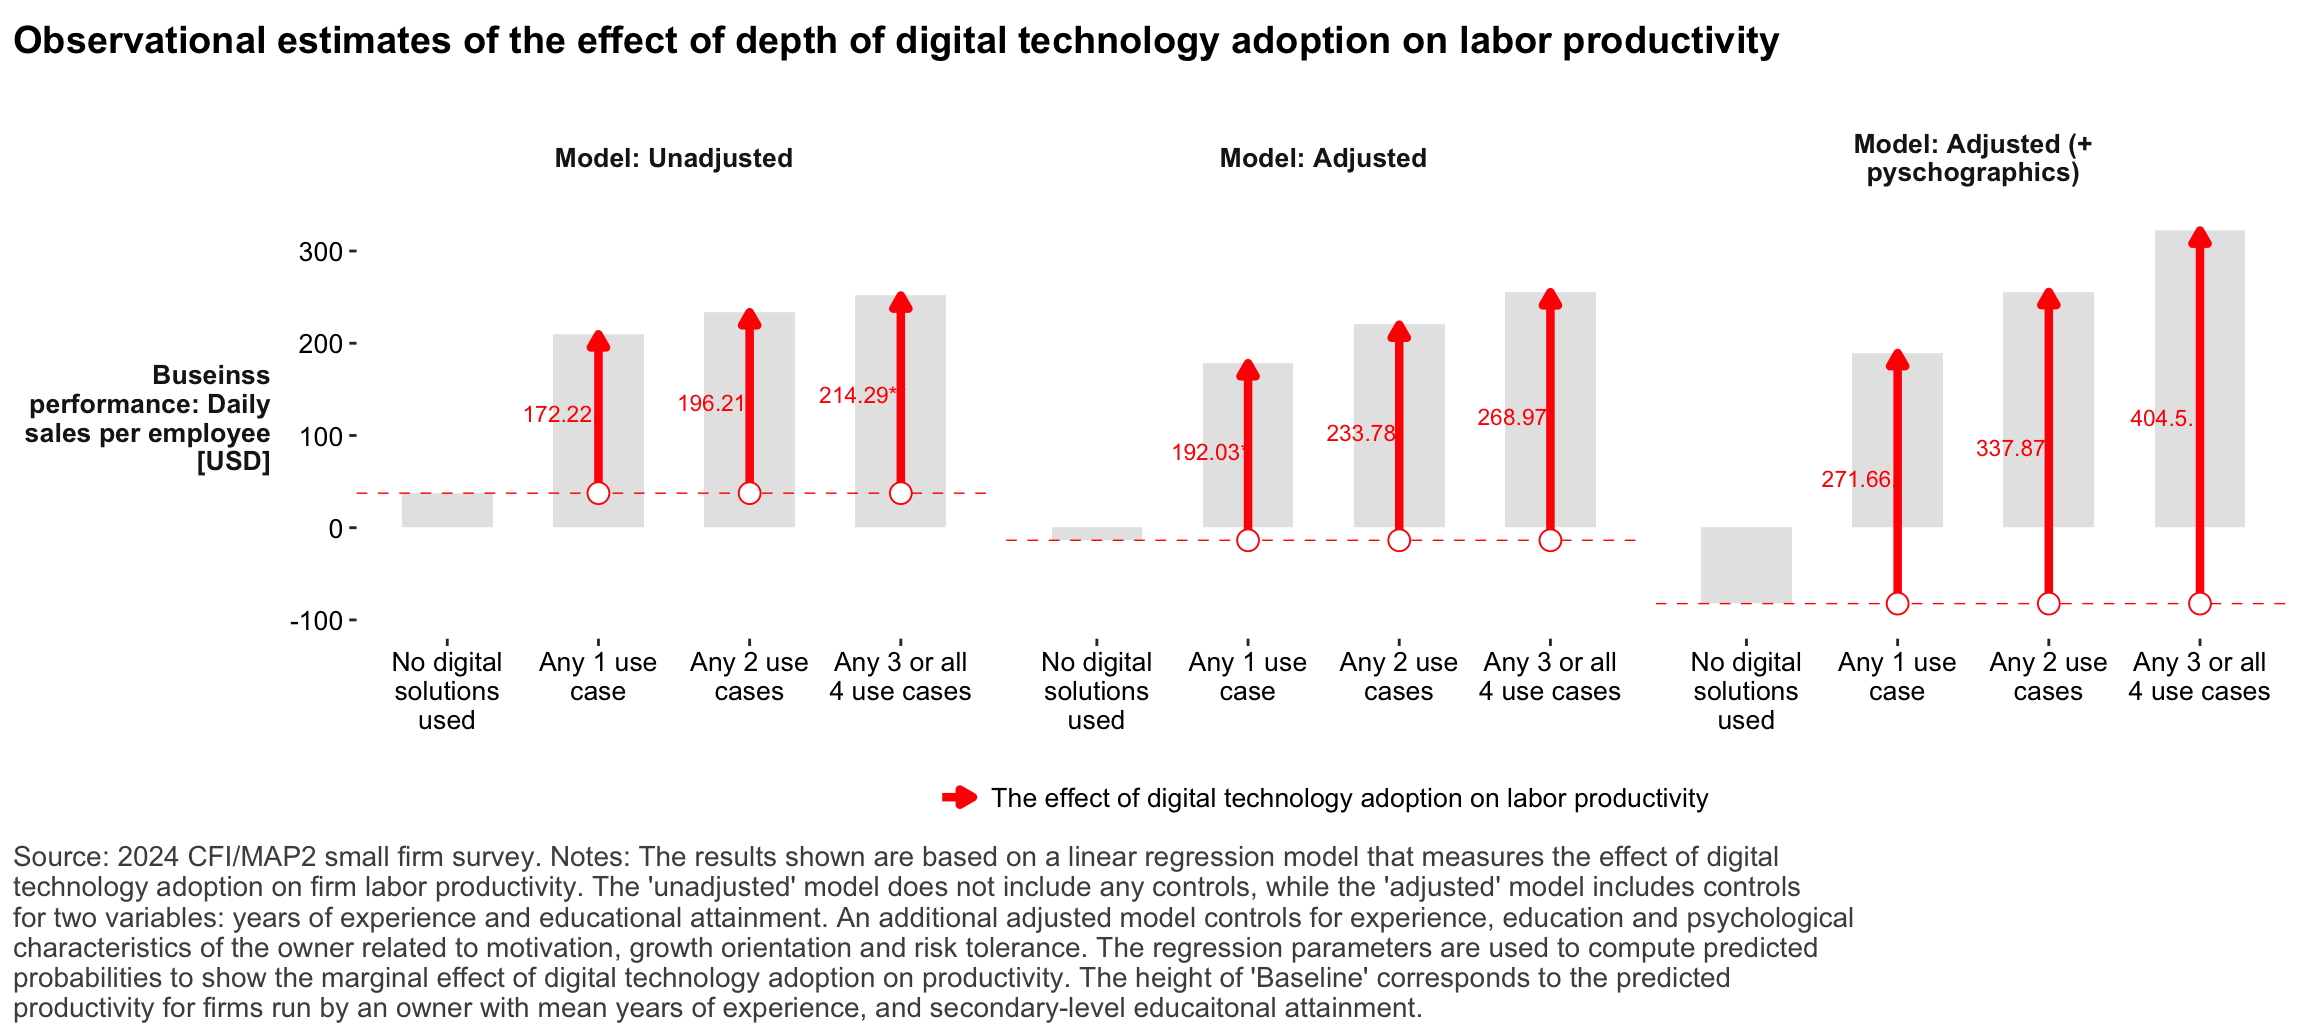 Observational estimates of the effect of depth of digital technology adoption on labor productivity
Model: Unadjusted
Model: Adjusted
Model: Adjusted (+
pyschographics)
Buseinss
performance: Daily
sales per employee
[USD]
300
200
100
0
-100
172.22
196.21
214.29*
192.03*
233.78
268.97
271.66.
337.87
404.5.
No digital
solutions
used
Any 1 use
case
Any 2 use
cases
Any 3 or all
4 use cases
No digital
solutions
used
Any 1 use
case
Any 2 use
cases
Any 3 or all
4 use cases
No digital
solutions
used
Any 1 use
case
Any 2 use
cases
Any 3 or all
4 use cases
The effect of digital technology adoption on labor productivity
Source: 2024 CFI/MAP2 small firm survey. Notes: The results shown are based on a linear regression model that measures the effect of digital
technology adoption on firm labor productivity. The 'unadjusted' model does not include any controls, while the 'adjusted' model includes controls
for two variables: years of experience and educational attainment. An additional adjusted model controls for experience, education and psychological
characteristics of the owner related to motivation, growth orientation and risk tolerance. The regression parameters are used to compute predicted
probabilities to show the marginal effect of digital technology adoption on productivity. The height of 'Baseline' corresponds to the predicted
productivity for firms run by an owner with mean years of experience, and secondary-level educaitonal attainment.